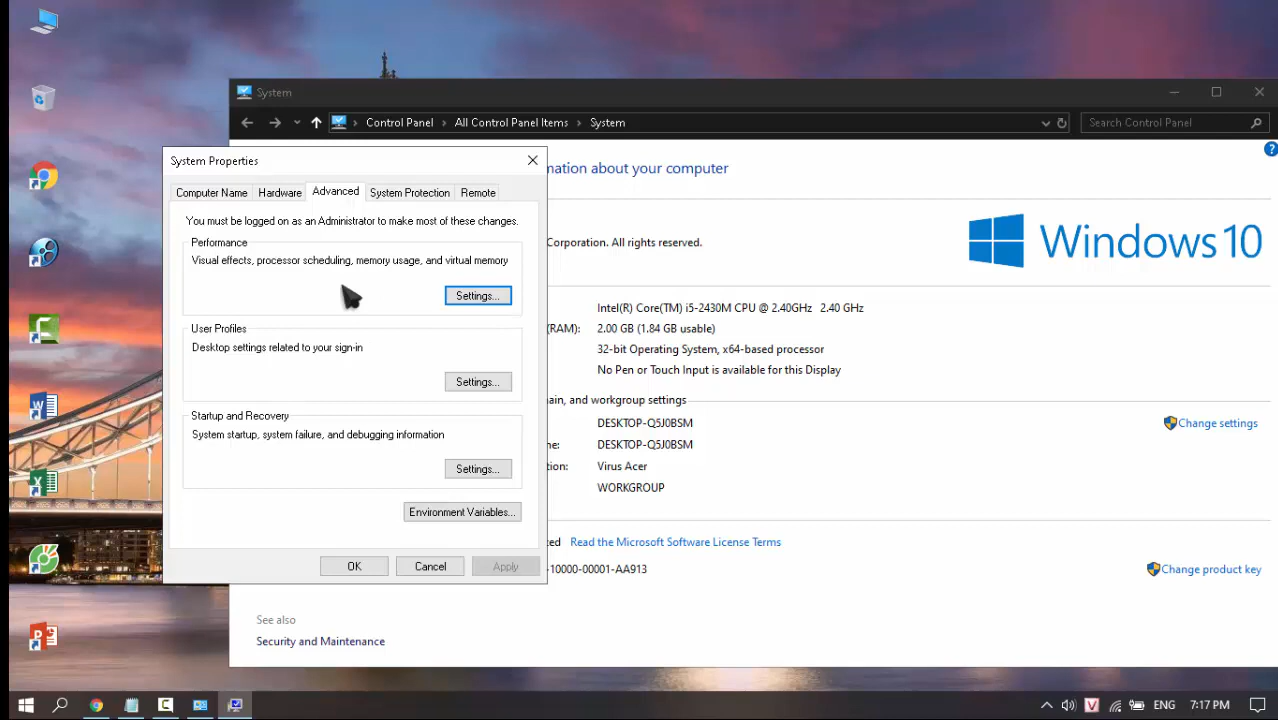 System
Control Panel > All Control Panel Items > System
Search Control Panel
System Properties
Computer Name Hardware Advanced System Protection Remote
You must be logged on as an Administrator to make most of these changes.
Performance
Visual effects, processor scheduling, memory usage, and virtual memory
Settings...
User Profiles
Desktop settings related to your sign-in
Settings...
Startup and Recovery
System startup, system failure, and debugging information
Settings...
Environment Variables...
OK Cancel Apply
mation about your computer
Corporation. All rights reserved.
Windows 10
Intel(R) Core(TM) i5-2430M CPU @ 2.40GHz 2.40 GHz
(RAM): 2.00 GB (1.84 GB usable)
32-bit Operating System, x64-based processor
No Pen or Touch Input is available for this Display
ain, and workgroup settings
DESKTOP-Q5J0BSM
Change settings
me: DESKTOP-Q5J0BSM
tion: Virus Acer
WORKGROUP
ted Read the Microsoft Software License Terms
-10000-00001-AA913
Change product key
See also
Security and Maintenance
ENG 7:17 PM